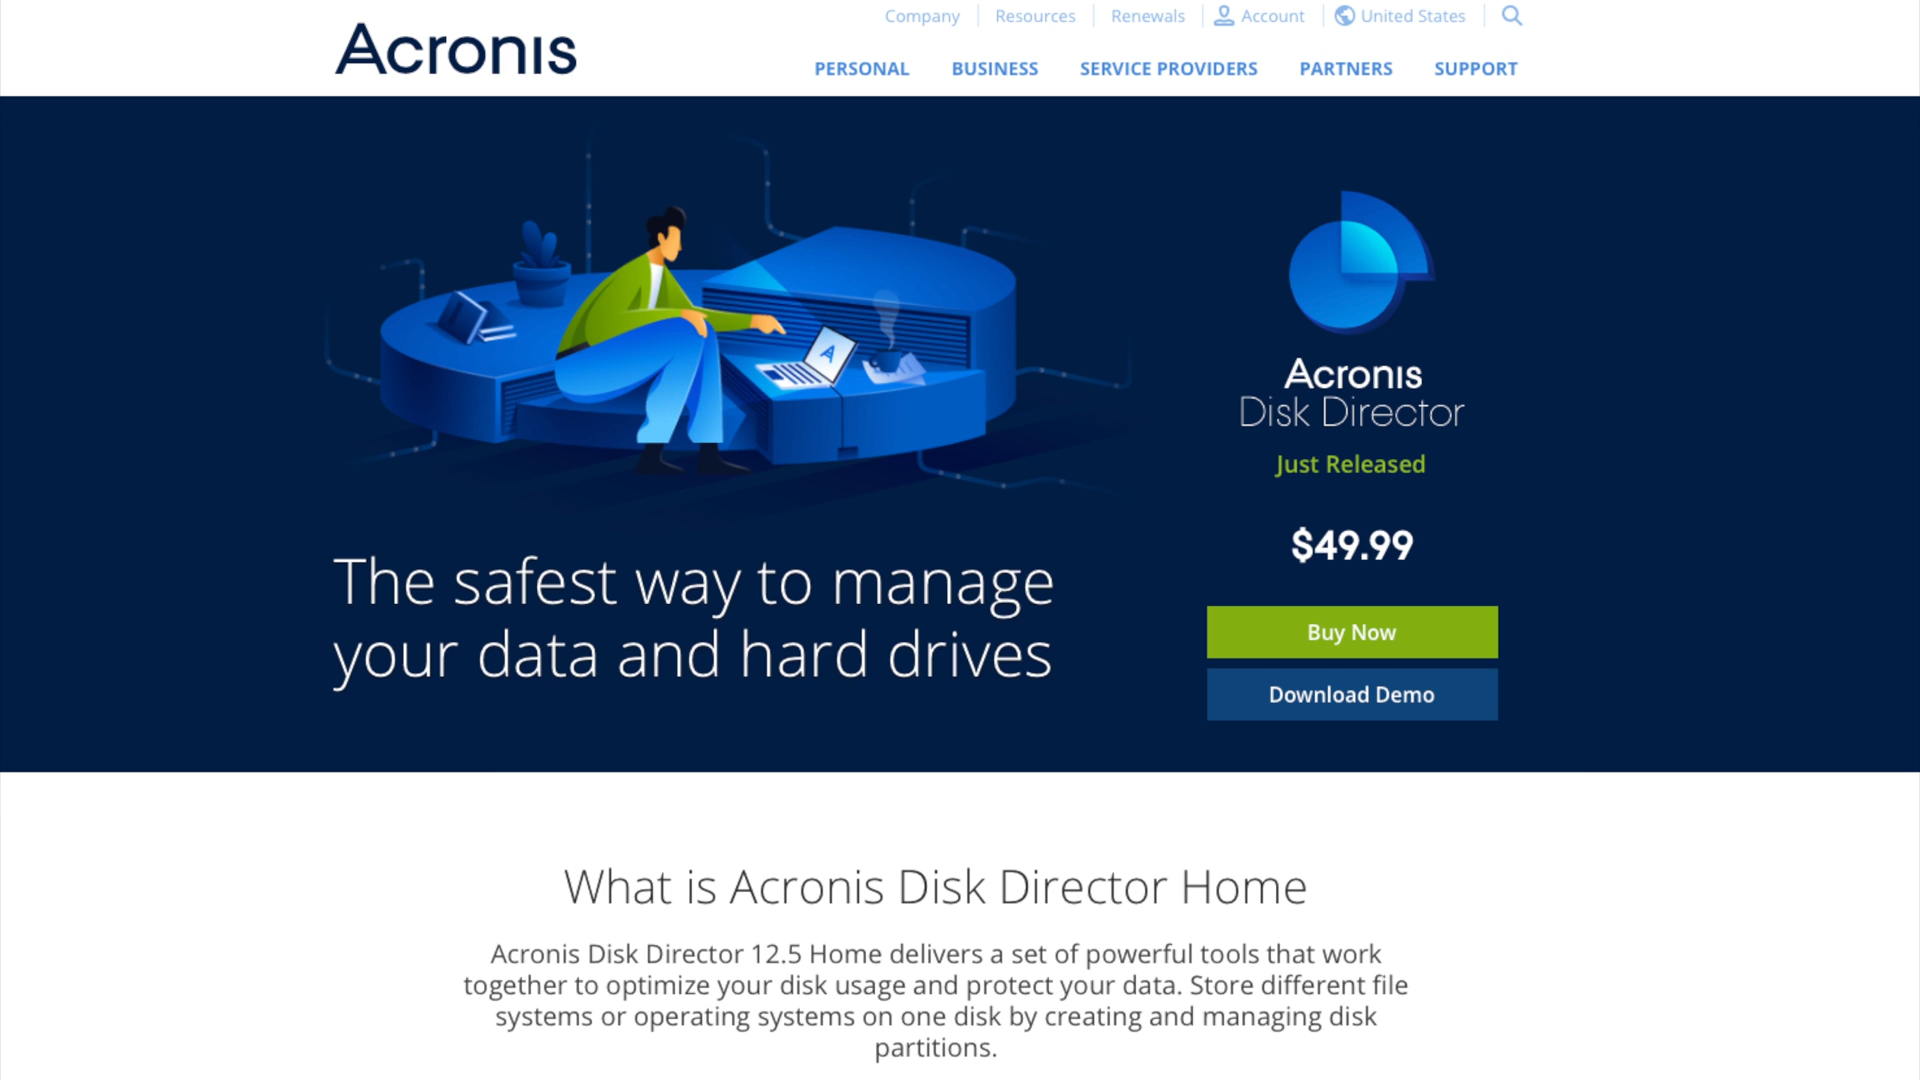 Company
Resources
Renewals
Account
United States
Acronis
PERSONAL
BUSINESS
SERVICE PROVIDERS
PARTNERS
SUPPORT
A
Acronis
Disk Director
Just Released
$49.99
Buy Now
Download Demo
The safest way to manage
your data and hard drives
What is Acronis Disk Director Home
Acronis Disk Director 12.5 Home delivers a set of powerful tools that work
together to optimize your disk usage and protect your data. Store different file
systems or operating systems on one disk by creating and managing disk
partitions.